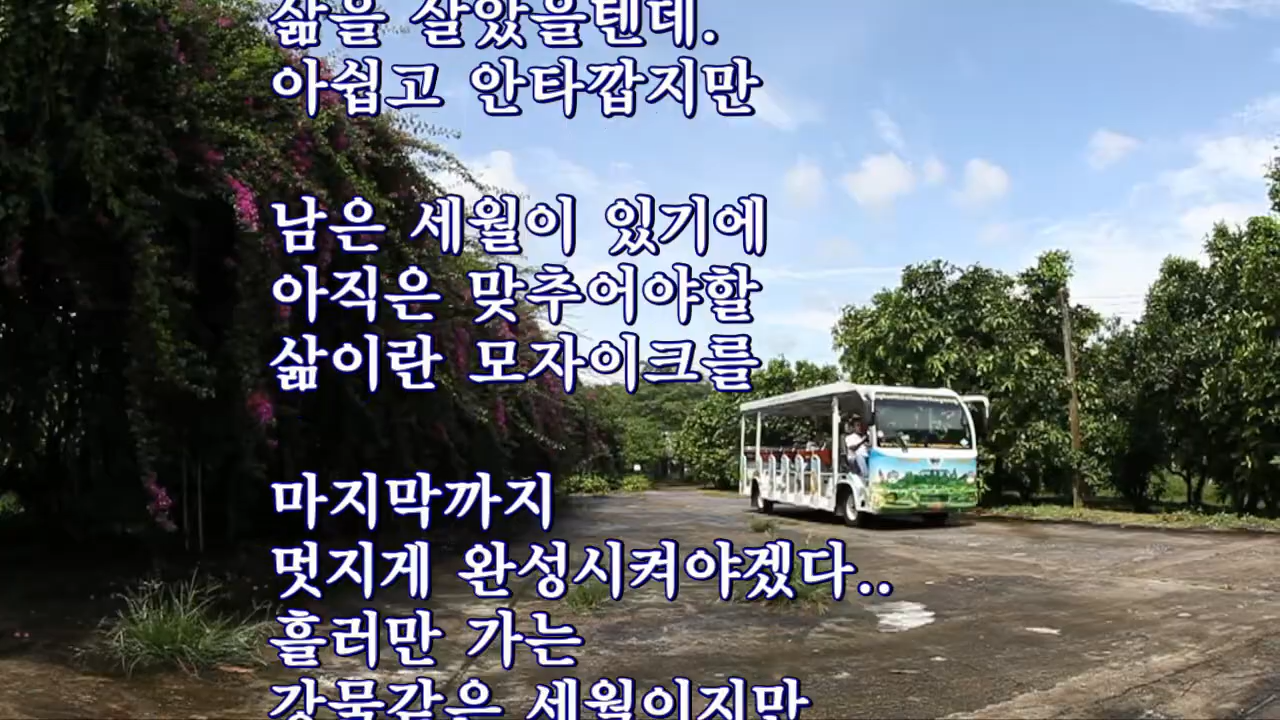 삶을 살았을텐데.
아쉽고 안타깝지만
남은 세월이 있기에
아직은 맞추어야할
삶이란 모자이크를
마지막까지
멋지게 완성시켜야겠다..
흘러만 가는
강물같은 세월이지만